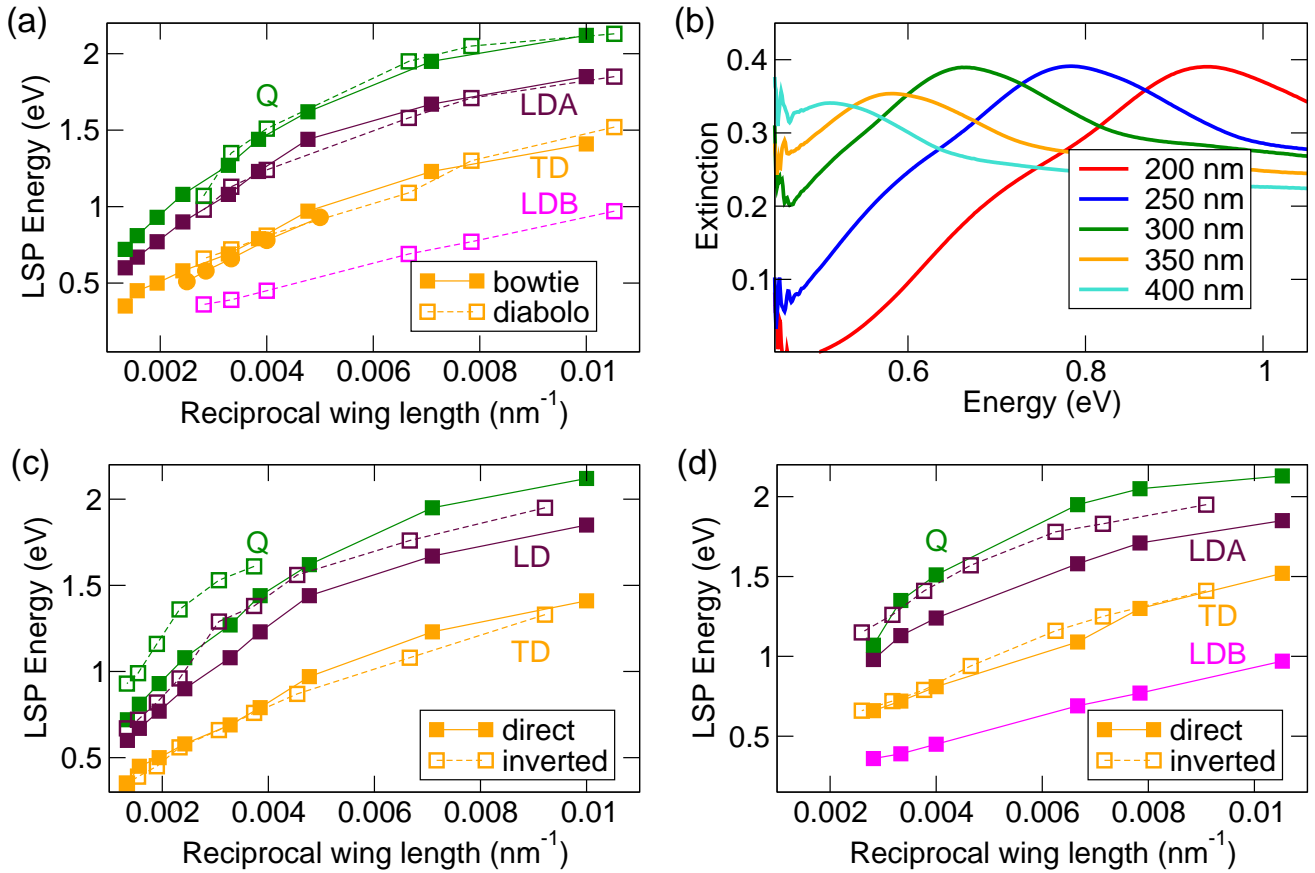 (a)
LSP Energy (eV)
2
1.5
1
0.5
Q
LDA
TD
LDB
bowtie
diabolo
0.002 0.004 0.006 0.008 0.01
Reciprocal wing length (nm⁻¹)
(b)
Extinction
0.4
0.3
0.2
0.1
200 nm
250 nm
300 nm
350 nm
400 nm
0.6 0.8 1
Energy (eV)
(c)
LSP Energy (eV)
2
1.5
1
0.5
Q
LD
TD
direct
inverted
0.002 0.004 0.006 0.008 0.01
Reciprocal wing length (nm⁻¹)
(d)
LSP Energy (eV)
2
1.5
1
0.5
Q
LDA
TD
LDB
direct
inverted
0.002 0.004 0.006 0.008 0.01
Reciprocal wing length (nm⁻¹)